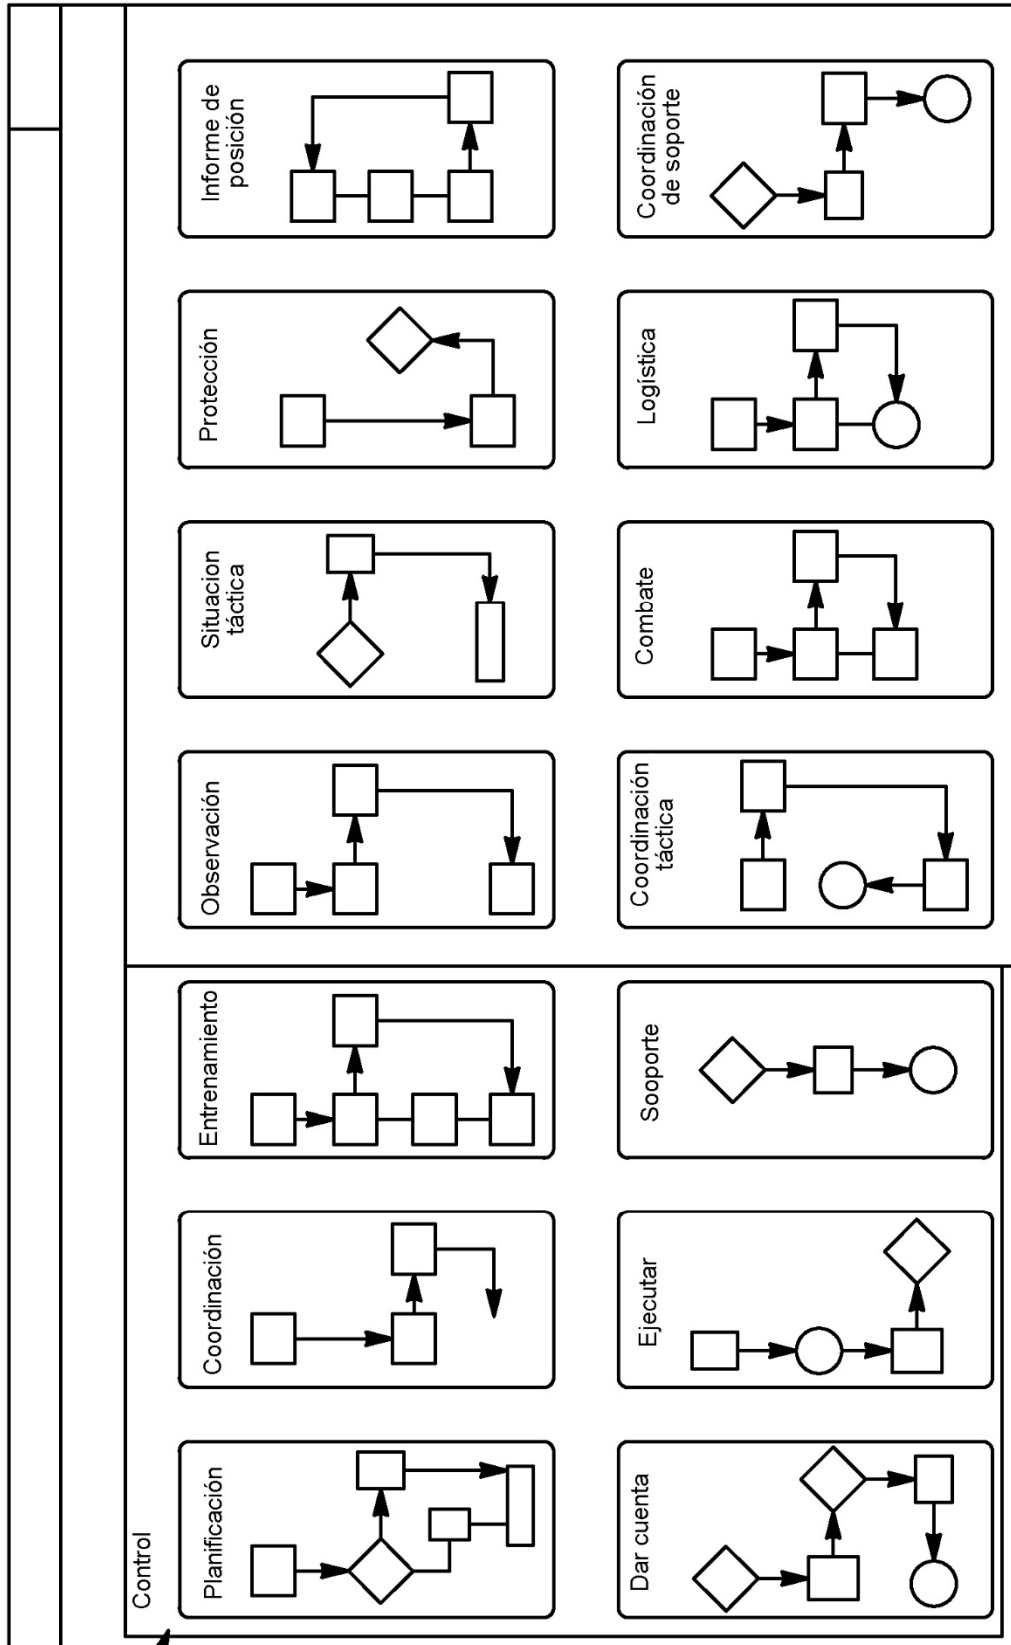 Control
Planificación
Coordinación
Entrenamiento
Observación
Situacion
táctica
Protección
Informe de
posición
Dar cuenta
Ejecutar
Sooporte
Coordinación
táctica
Combate
Logística
Coordinación
de soporte